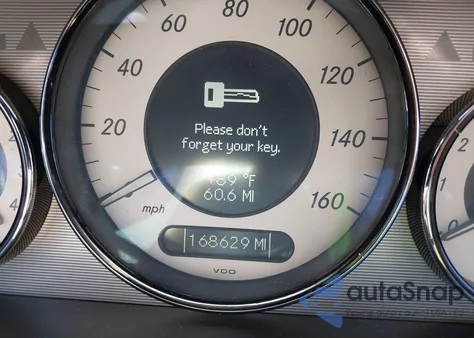 80
60
100
40
120
Please don't
forget your key.
20
140
+89 °F
60.6 MI
160
mph
168629 MI
VDO
autoSnap